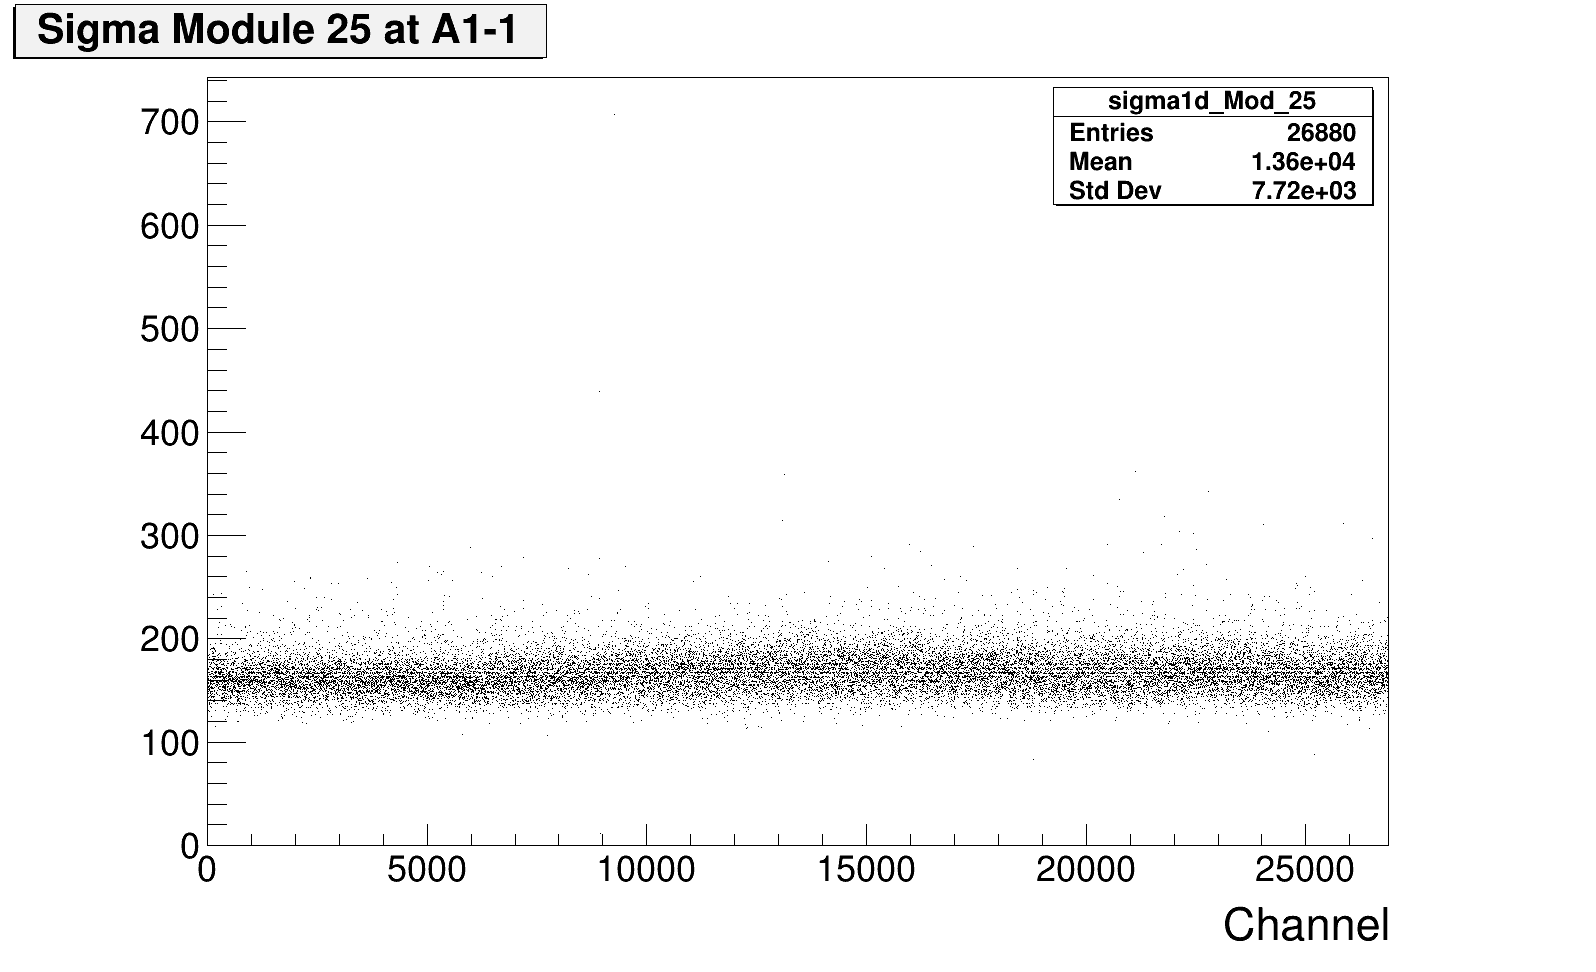 Sigma Module 25 at A1-1
sigma1d_Mod_25
Entries 26880
Mean 1.36e+04
Std Dev 7.72e+03
700
600
500
400
300
200
100
0
0 5000 10000 15000 20000 25000
Channel